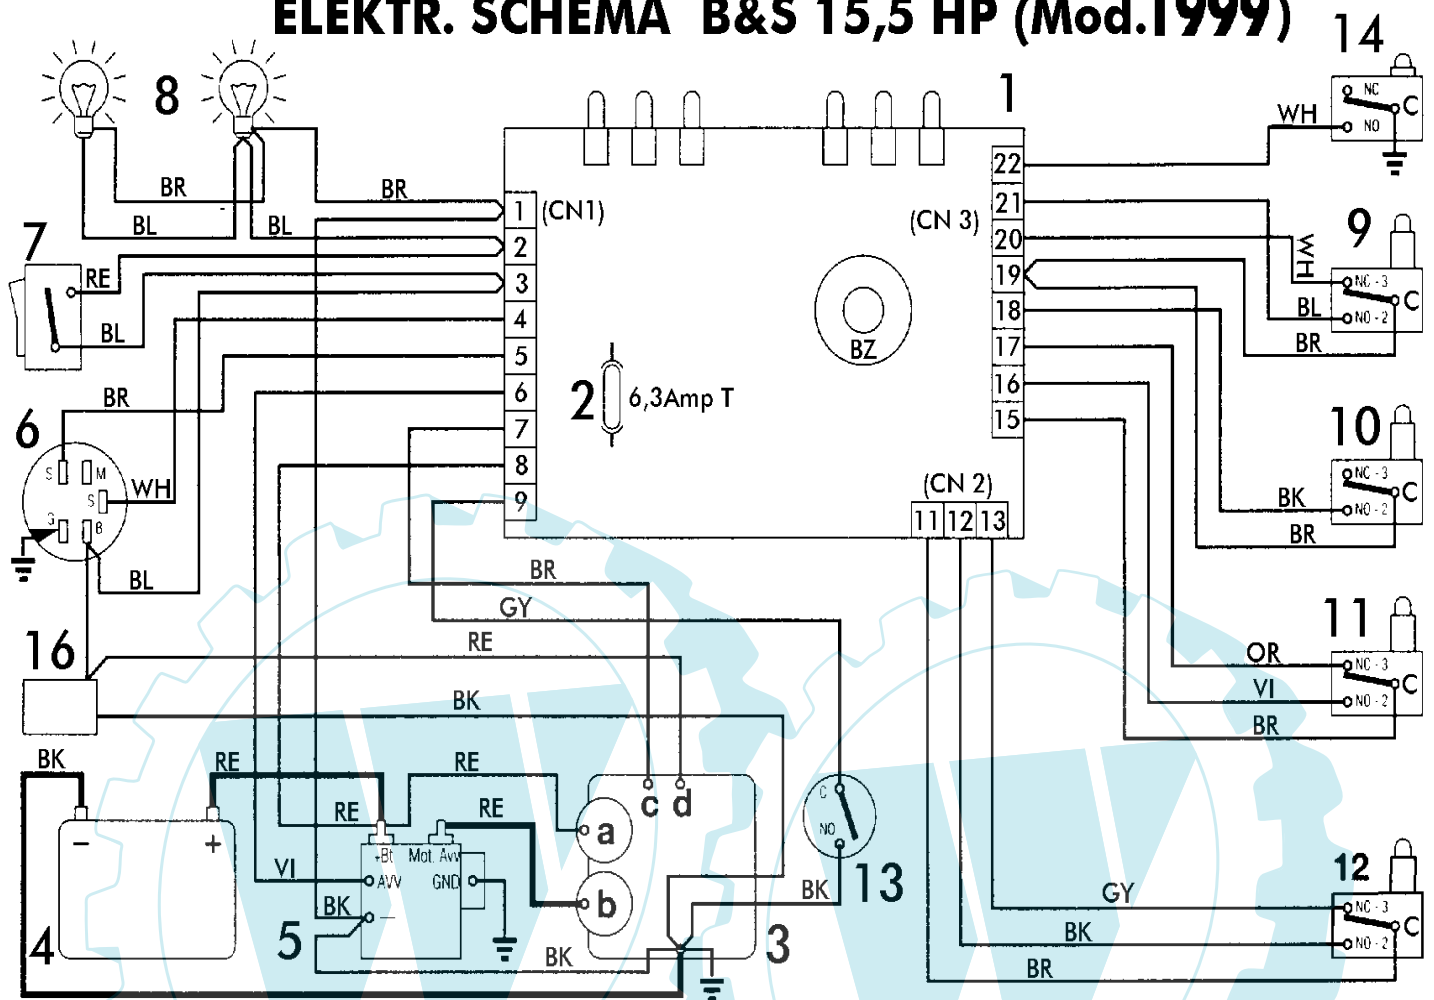 ELEKTR. SCHEMA B&S 15,5 HP (Mod.1999)
14
8
1
NC
C
WH
NO
22
BR
BR
1
(CN1)
21
(CN 3)
BL
BL
2
20
WH
9
7
RE
3
19
NC - 3
C
BL
4
18
BL
NO - 2
BR
5
BZ
17
BR
6
16
2
6,3Amp T
7
15
10
6
8
NC - 3
C
S
M
S
WH
9
(CN 2)
BK
NO - 2
G
B
11
12
13
BR
BL
BR
GY
11
16
RE
OR
NC - 3
C
VI
NO - 2
BK
BR
BK
RE
RE
c
d
C
RE
RE
a
NO
−
+
+Bt
Mot. Avv
12
VI
AVV
GND
13
BK
b
GY
NC - 3
C
BK
—
4
5
3
BK
NO - 2
BK
BR